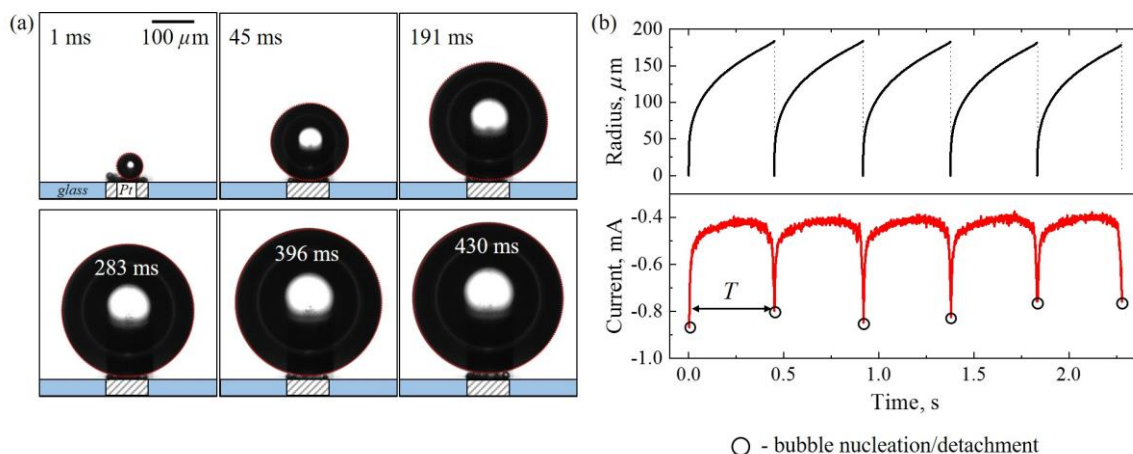 (a)
1 ms
100 μm
45 ms
191 ms
glass
Pt
283 ms
396 ms
430 ms
(b)
Radius, μm
200
150
100
50
0
Current, mA
-0.4
-0.6
-0.8
-1.0
T
0.0
0.5
1.0
1.5
2.0
Time, s
- bubble nucleation/detachment